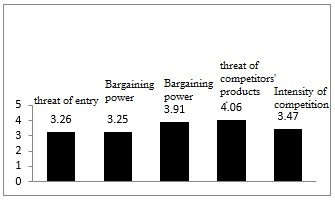 threat of
competitors'
products
Bargaining
power
Bargaining
power
Intensity of
competition
threat of entry
3.26
3.25
3.91
4.06
3.47
5
4
3
2
1
0